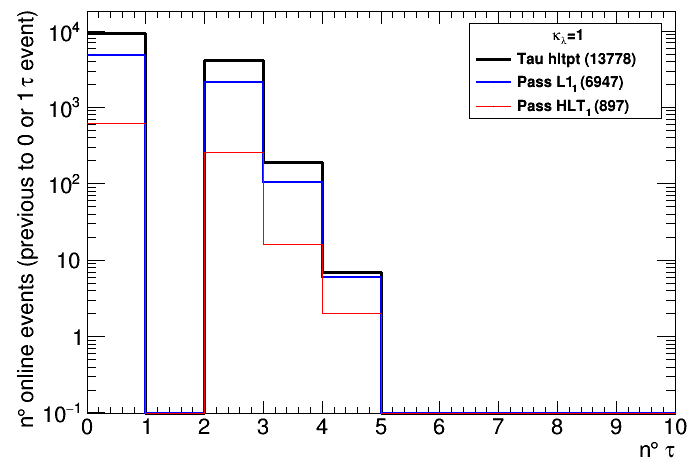 n° online events (previous to 0 or 1 τ event)
κλ=1
Tau hltpt (13778)
Pass L1₁ (6947)
Pass HLT₁ (897)
10⁴
10³
10²
10
1
10⁻¹
0 1 2 3 4 5 6 7 8 9 10
n° τ